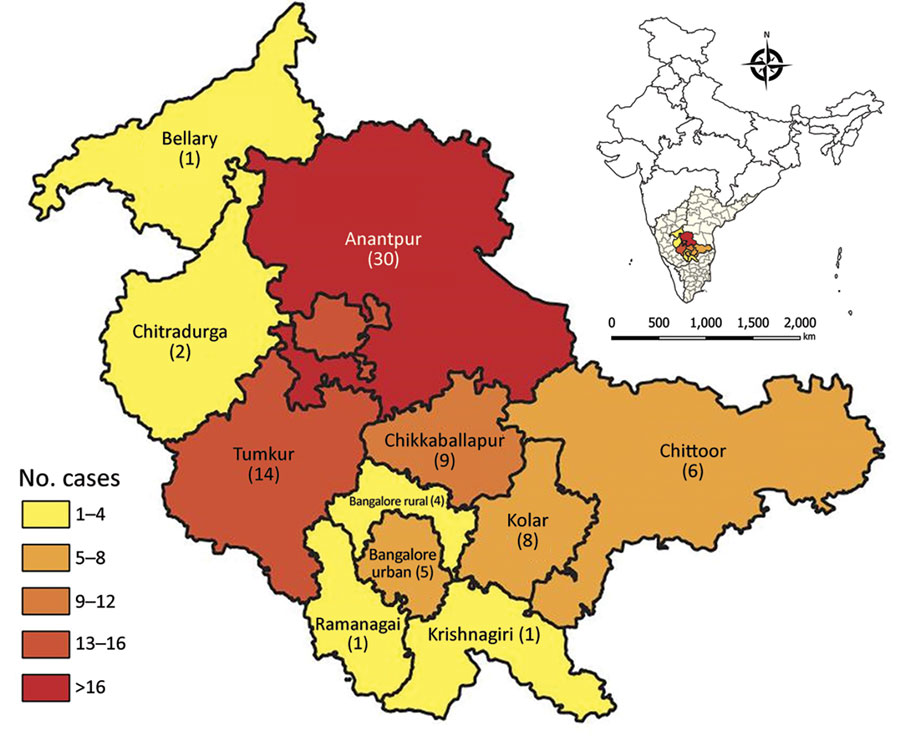 N
Bellary
(1)
Anantpur
(30)
Chitradurga
(2)
0 500 1,000 1,500 2,000
km
Tumkur
(14)
Chikkaballapur
(9)
Chittoor
(6)
Bangalore rural (4)
Kolar
(8)
Bangalore
urban (5)
Ramanagai
(1)
Krishnagiri (1)
No. cases
1–4
5–8
9–12
13–16
>16